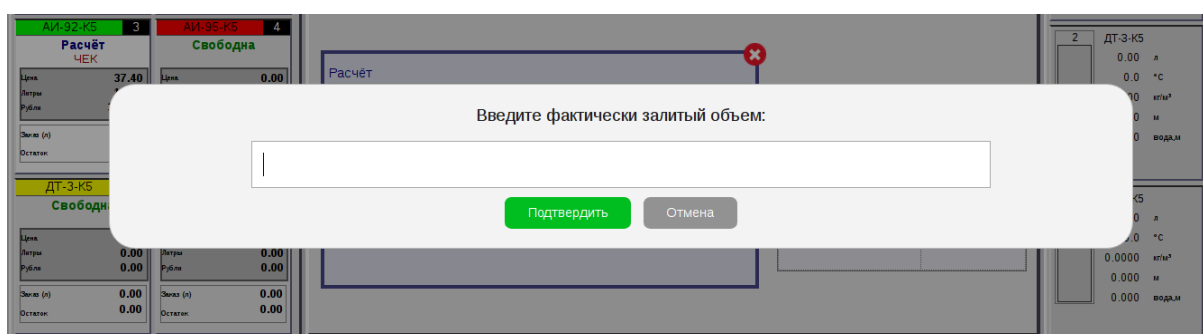 АИ-92-К5 3
Расчёт
ЧЕК
Цена 37.40
Литры
Рубли
Заказ (л)
Остаток
АИ-95-К5 4
Свободна
Цена 0.00
Расчёт
2 ДТ-3-К5
0.00 л
0.0 °C
кг/м³
м
вода,м
Введите фактически залитый объем:
Подтвердить Отмена
ДТ-3-К5
Свободн
Цена
Литры 0.00
Рубли 0.00
Заказ (л) 0.00
Остаток 0.00
Литры 0.00
Рубли 0.00
Заказ (л) 0.00
Остаток 0.00
л
°C
0.0000 кг/м³
0.000 м
0.000 вода,м